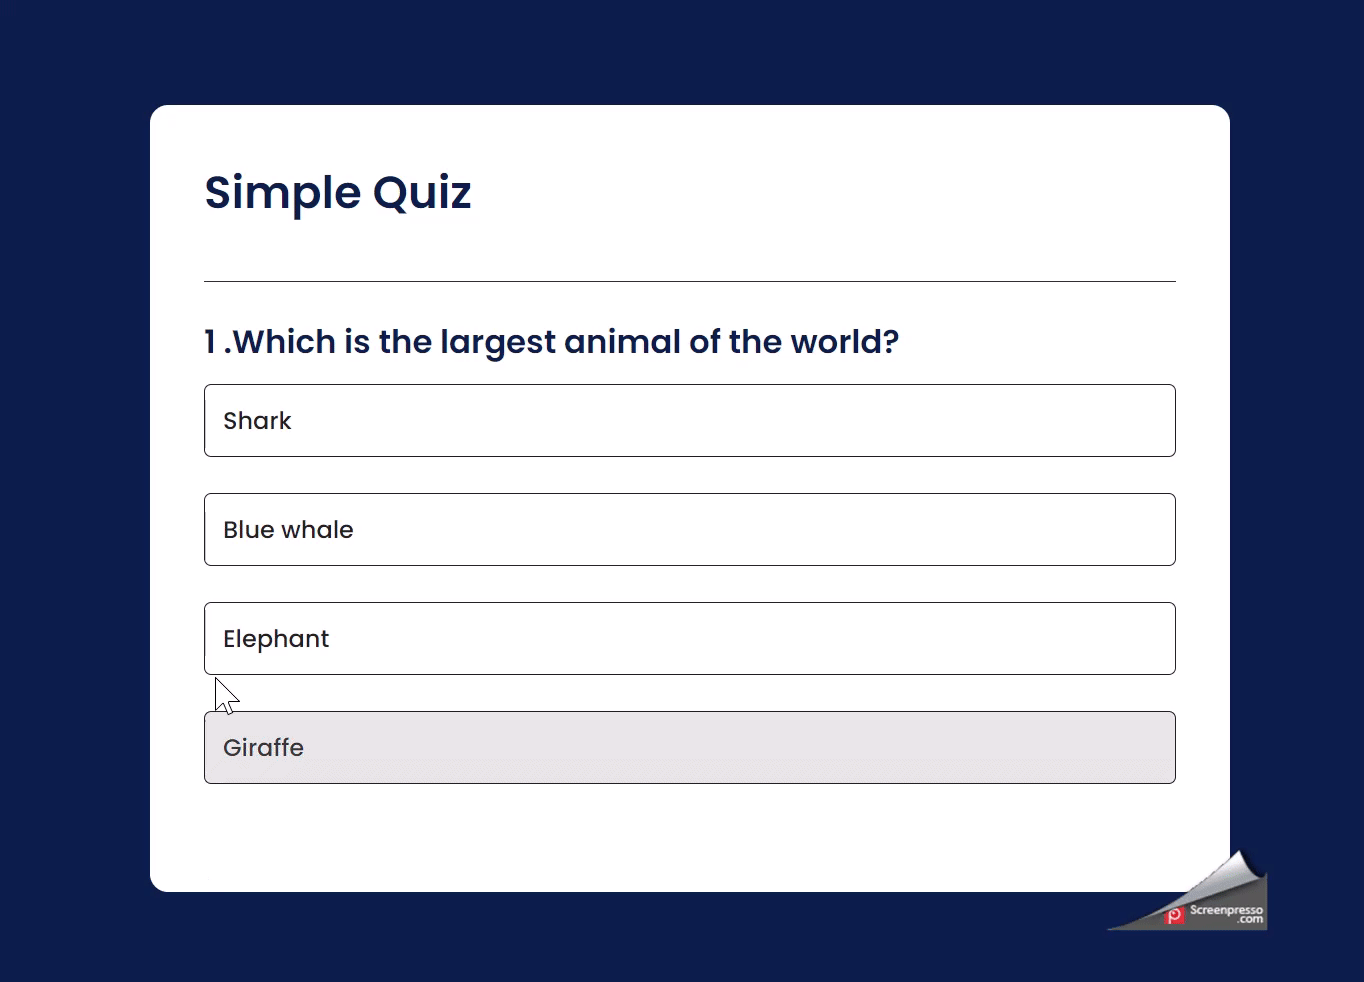 Simple Quiz
1 .Which is the largest animal of the world?
Shark
Blue whale
Elephant
Giraffe
Screenpresso
.com